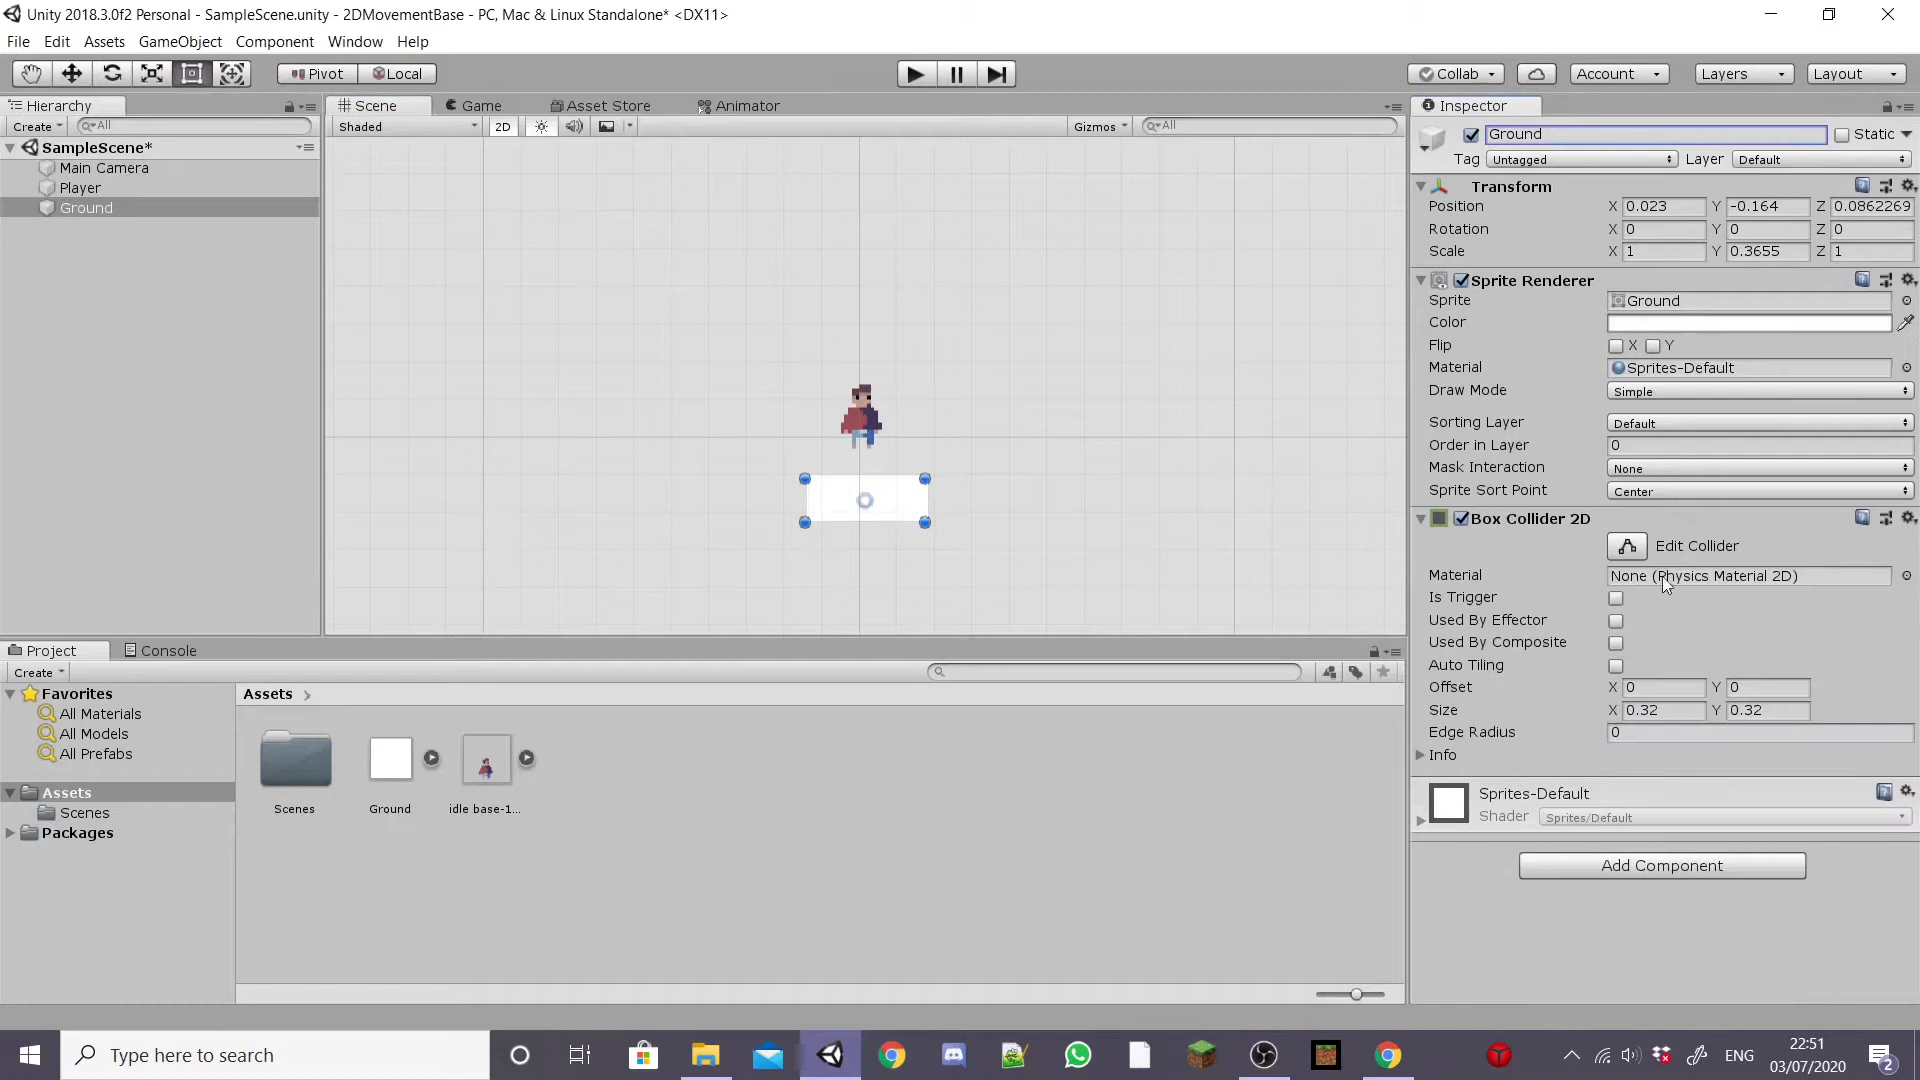 Unity 2018.3.0f2 Personal - SampleScene.unity - 2DMovementBase - PC, Mac & Linux Standalone* <DX11>
File Edit Assets GameObject Component Window Help
Pivot Local
Collab Account Layers Layout
Hierarchy
Create All
SampleScene*
Main Camera
Player
Ground
Scene Game Asset Store Animator
Shaded 2D Gizmos All
Inspector
Ground Static
Tag Untagged Layer Default
Transform
Position X 0.023 Y -0.164 Z 0.0862269
Rotation X 0 Y 0 Z 0
Scale X 1 Y 0.3655 Z 1
Sprite Renderer
Sprite Ground
Color
Flip X Y
Material Sprites-Default
Draw Mode Simple
Sorting Layer Default
Order in Layer 0
Mask Interaction None
Sprite Sort Point Center
Box Collider 2D
Edit Collider
Material None (Physics Material 2D)
Is Trigger
Used By Effector
Used By Composite
Auto Tiling
Offset X 0 Y 0
Size X 0.32 Y 0.32
Edge Radius 0
Info
Sprites-Default
Shader Sprites/Default
Add Component
Project Console
Create
Favorites
All Materials
All Models
All Prefabs
Assets
Scenes
Packages
Assets
Scenes Ground idle base-1...
Type here to search
ENG
22:51
03/07/2020
2